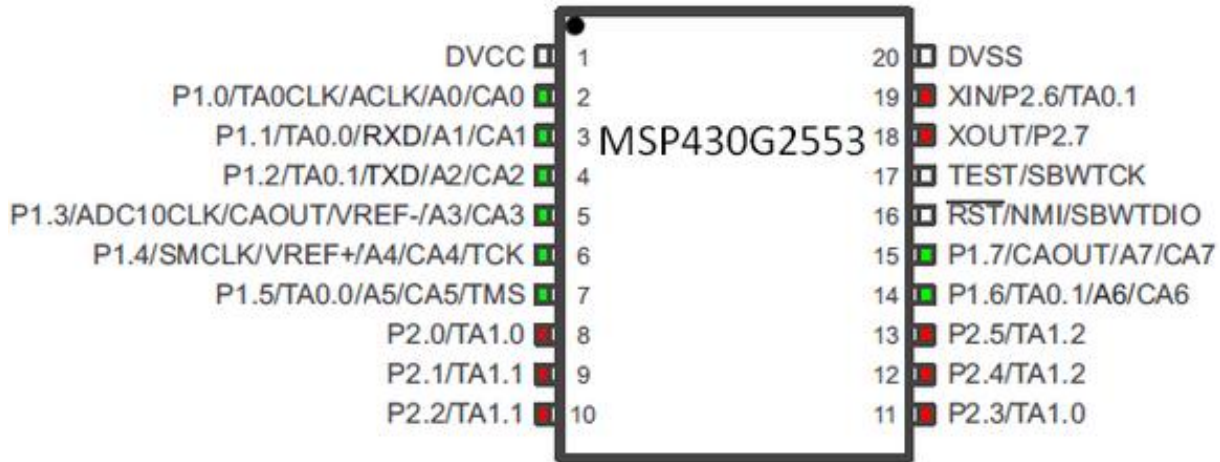 DVCC 1 20 DVSS
P1.0/TA0CLK/ACLK/A0/CA0 2 19 XIN/P2.6/TA0.1
P1.1/TA0.0/RXD/A1/CA1 3 MSP430G2553 18 XOUT/P2.7
P1.2/TA0.1/TXD/A2/CA2 4 17 TEST/SBWTCK
P1.3/ADC10CLK/CAOUT/VREF-/A3/CA3 5 16 RST/NMI/SBWTDIO
P1.4/SMCLK/VREF+/A4/CA4/TCK 6 15 P1.7/CAOUT/A7/CA7
P1.5/TA0.0/A5/CA5/TMS 7 14 P1.6/TA0.1/A6/CA6
P2.0/TA1.0 8 13 P2.5/TA1.2
P2.1/TA1.1 9 12 P2.4/TA1.2
P2.2/TA1.1 10 11 P2.3/TA1.0